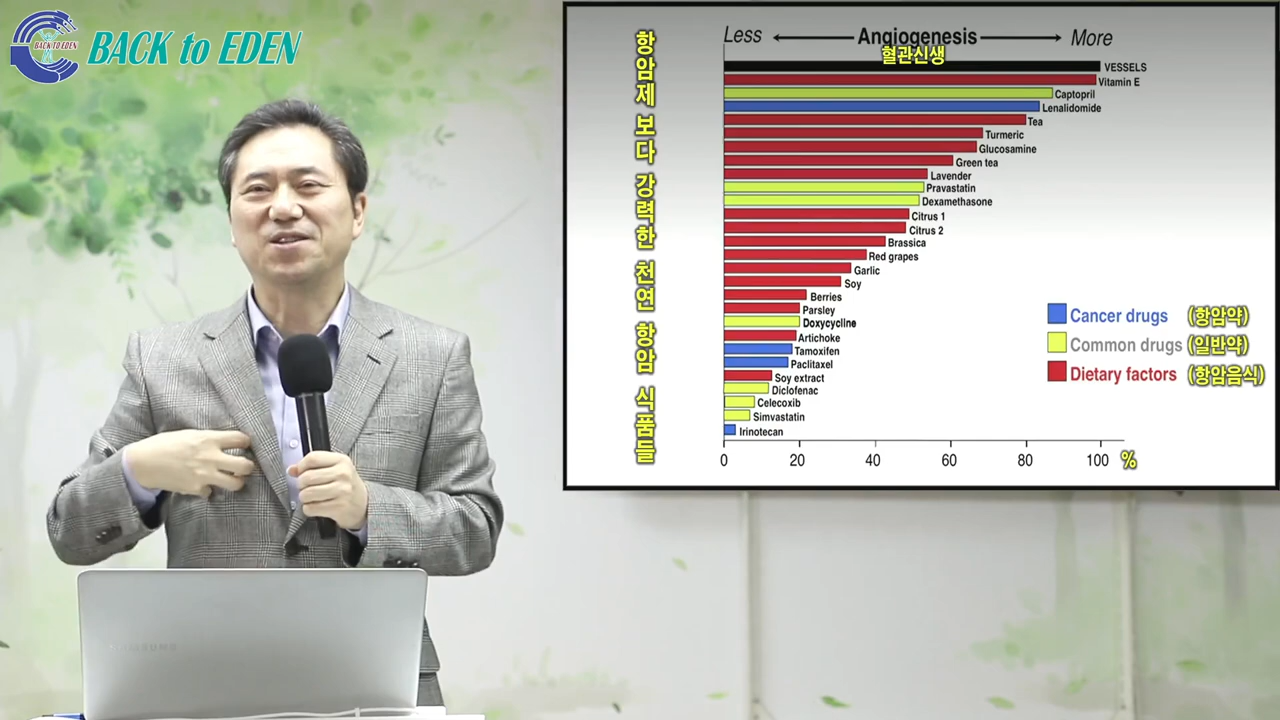 BACK TO EDEN
BACK to EDEN
항암제 보다 강력한 천연 항암 식품들
Less Angiogenesis More
혈관신생
VESSELS
Vitamin E
Captopril
Lenalidomide
Tea
Turmeric
Glucosamine
Green tea
Lavender
Pravastatin
Dexamethasone
Citrus 1
Citrus 2
Brassica
Red grapes
Garlic
Soy
Berries
Parsley
Doxycycline
Artichoke
Tamoxifen
Paclitaxel
Soy extract
Diclofenac
Celecoxib
Simvastatin
Irinotecan
Cancer drugs (항암약)
Common drugs (일반약)
Dietary factors (항암음식)
0 20 40 60 80 100 %
SAMSUNG